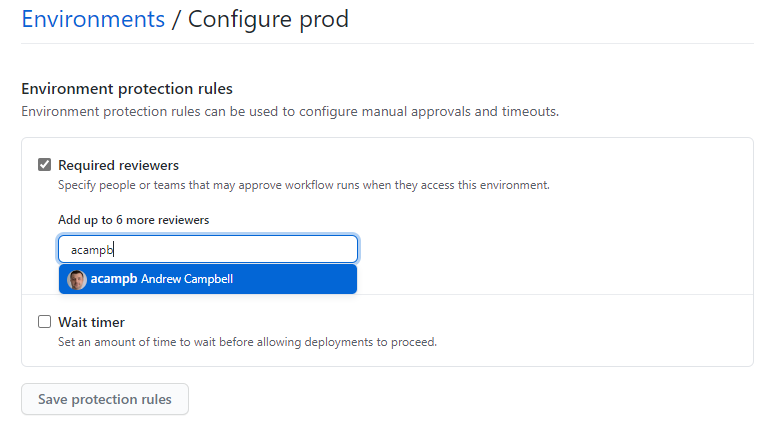 Environments / Configure prod
Environment protection rules
Environment protection rules can be used to configure manual approvals and timeouts.
Required reviewers
Specify people or teams that may approve workflow runs when they access this environment.
Add up to 6 more reviewers
acampb
acampb Andrew Campbell
Wait timer
Set an amount of time to wait before allowing deployments to proceed.
Save protection rules